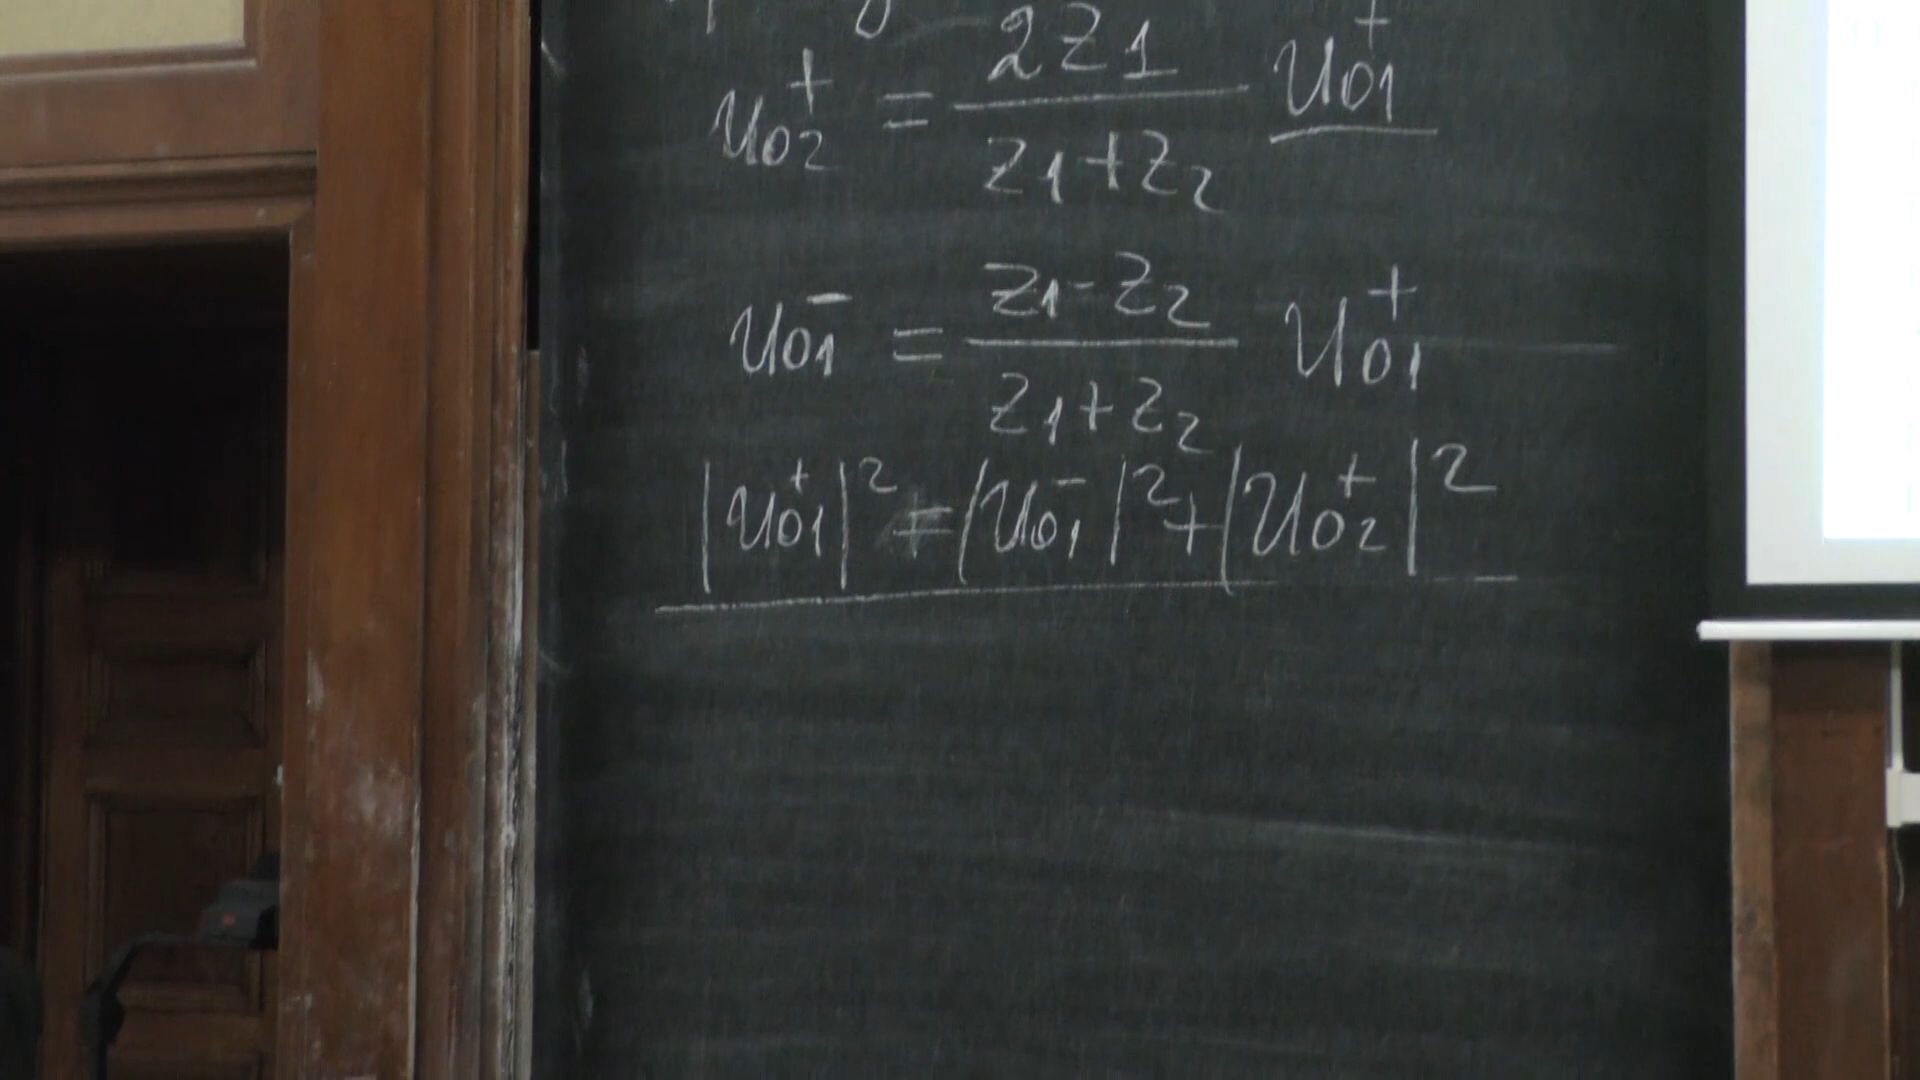 u₀₂⁺ = 2Z₁ / (Z₁+Z₂) u₀₁⁺
u₀₁⁻ = (Z₁-Z₂) / (Z₁+Z₂) u₀₁⁺
|u₀₁⁺|² = |u₀₁⁻|² + |u₀₂⁺|²